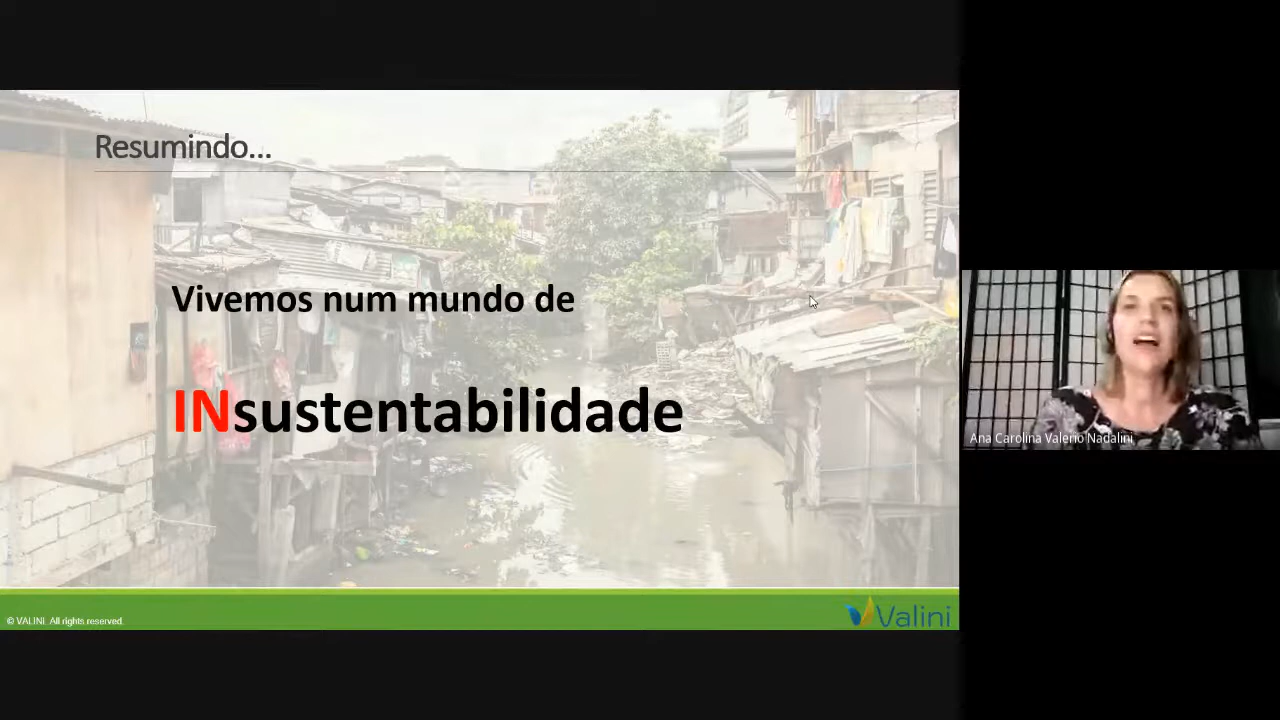 Resumindo...
Vivemos num mundo de
INsustentabilidade
© VALINI. All rights reserved.
Valini
Ana Carolina Valerio Nadalini